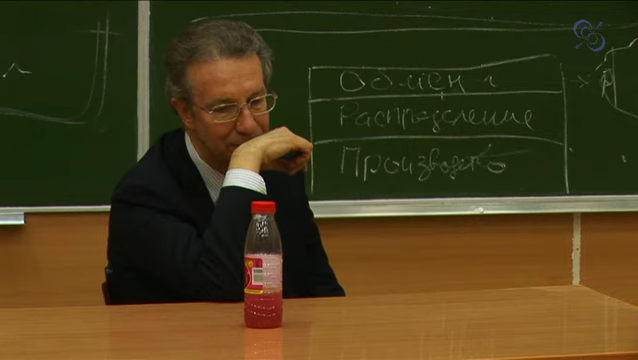 Обмен
Распределение
Производство